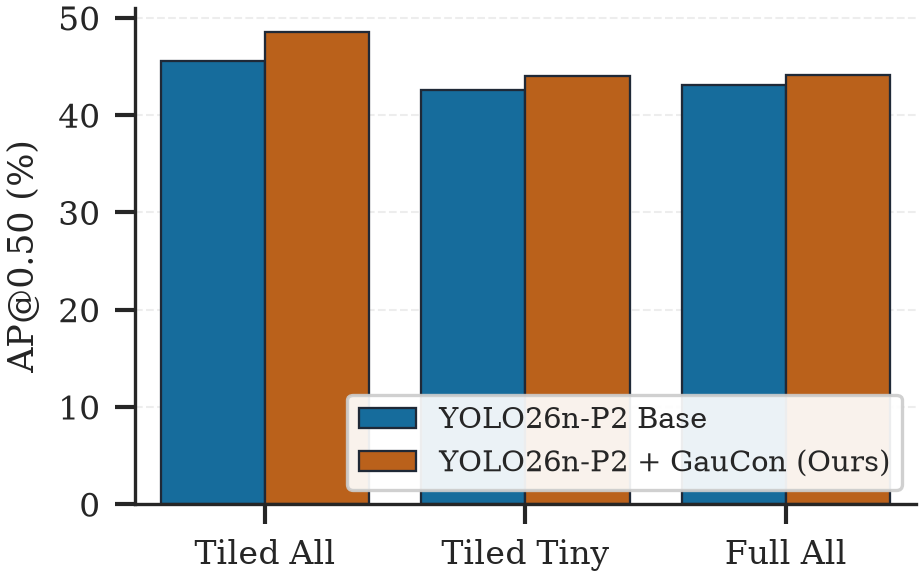 AP@0.50 (%)
50
40
30
20
10
0
YOLO26n-P2 Base
YOLO26n-P2 + GauCon (Ours)
Tiled All
Tiled Tiny
Full All